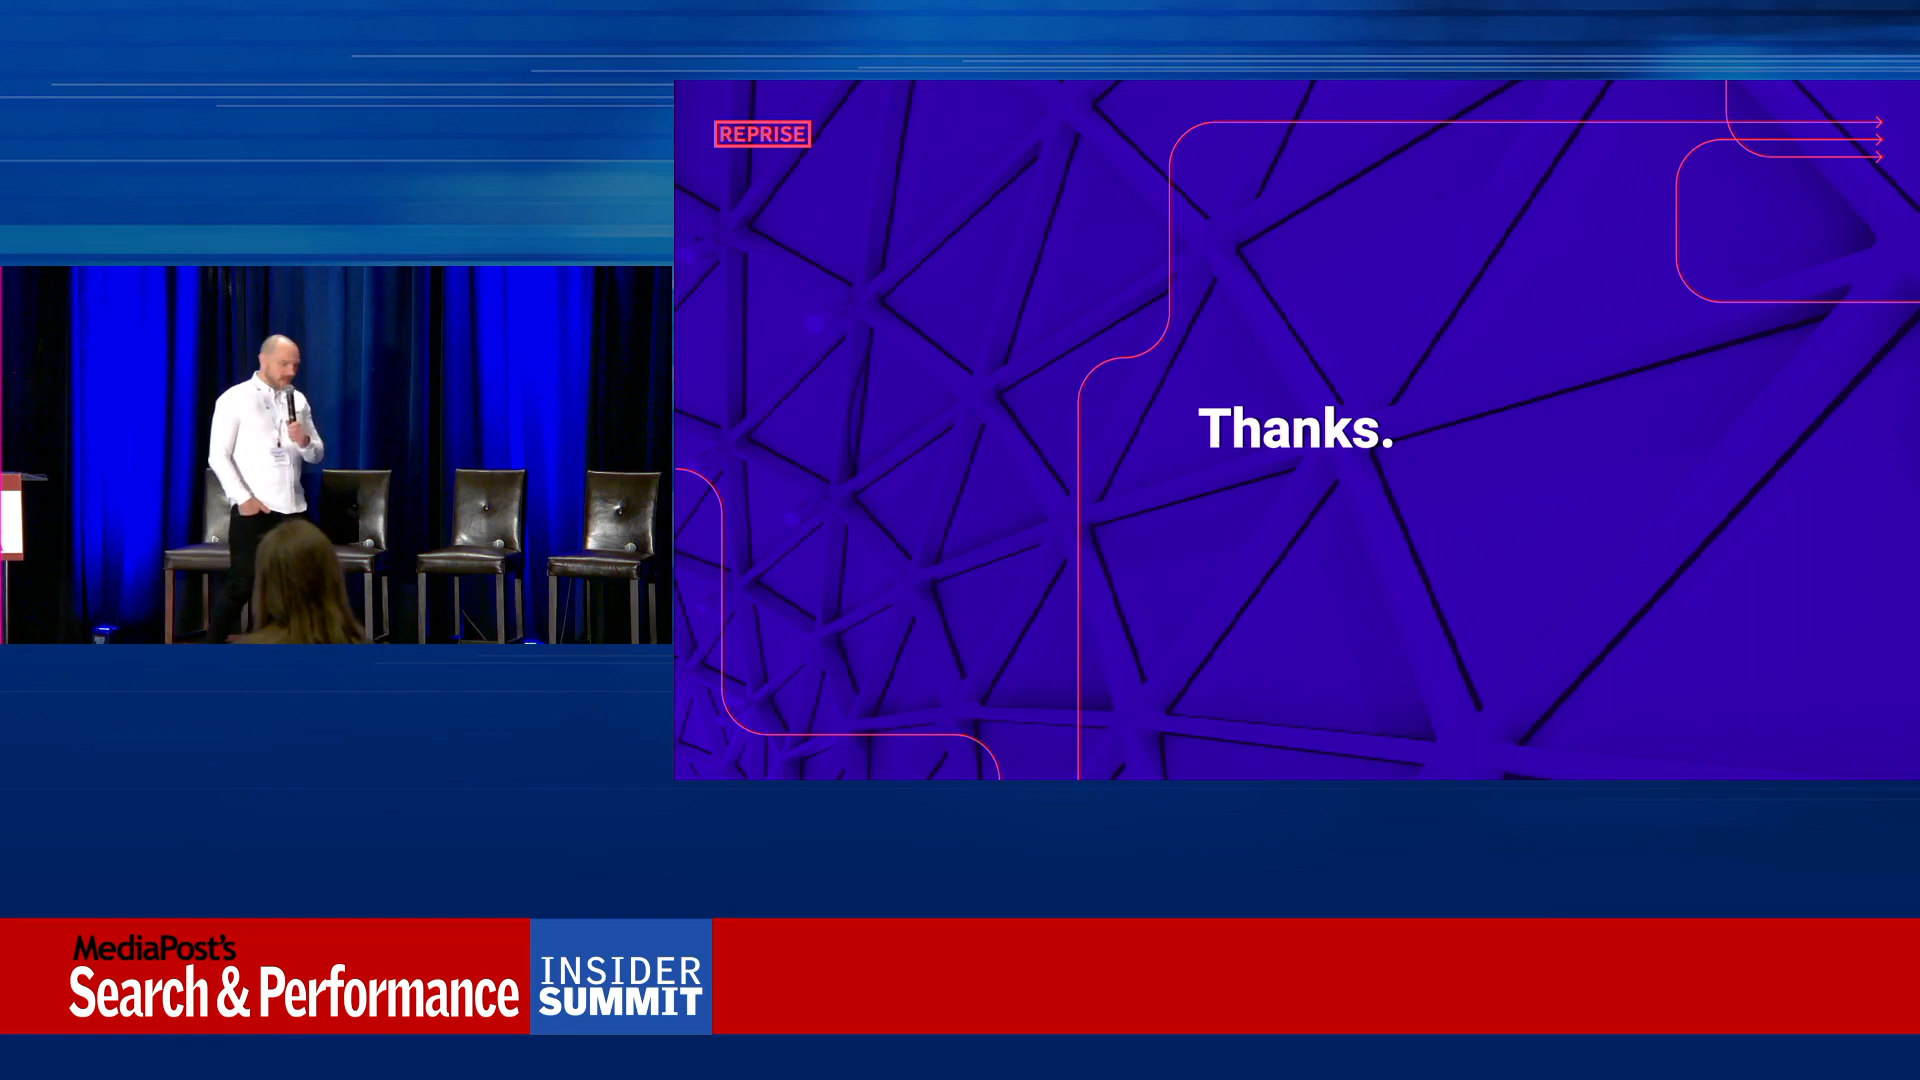 REPRISE
Thanks.
MediaPost's
Search & Performance
INSIDER
SUMMIT